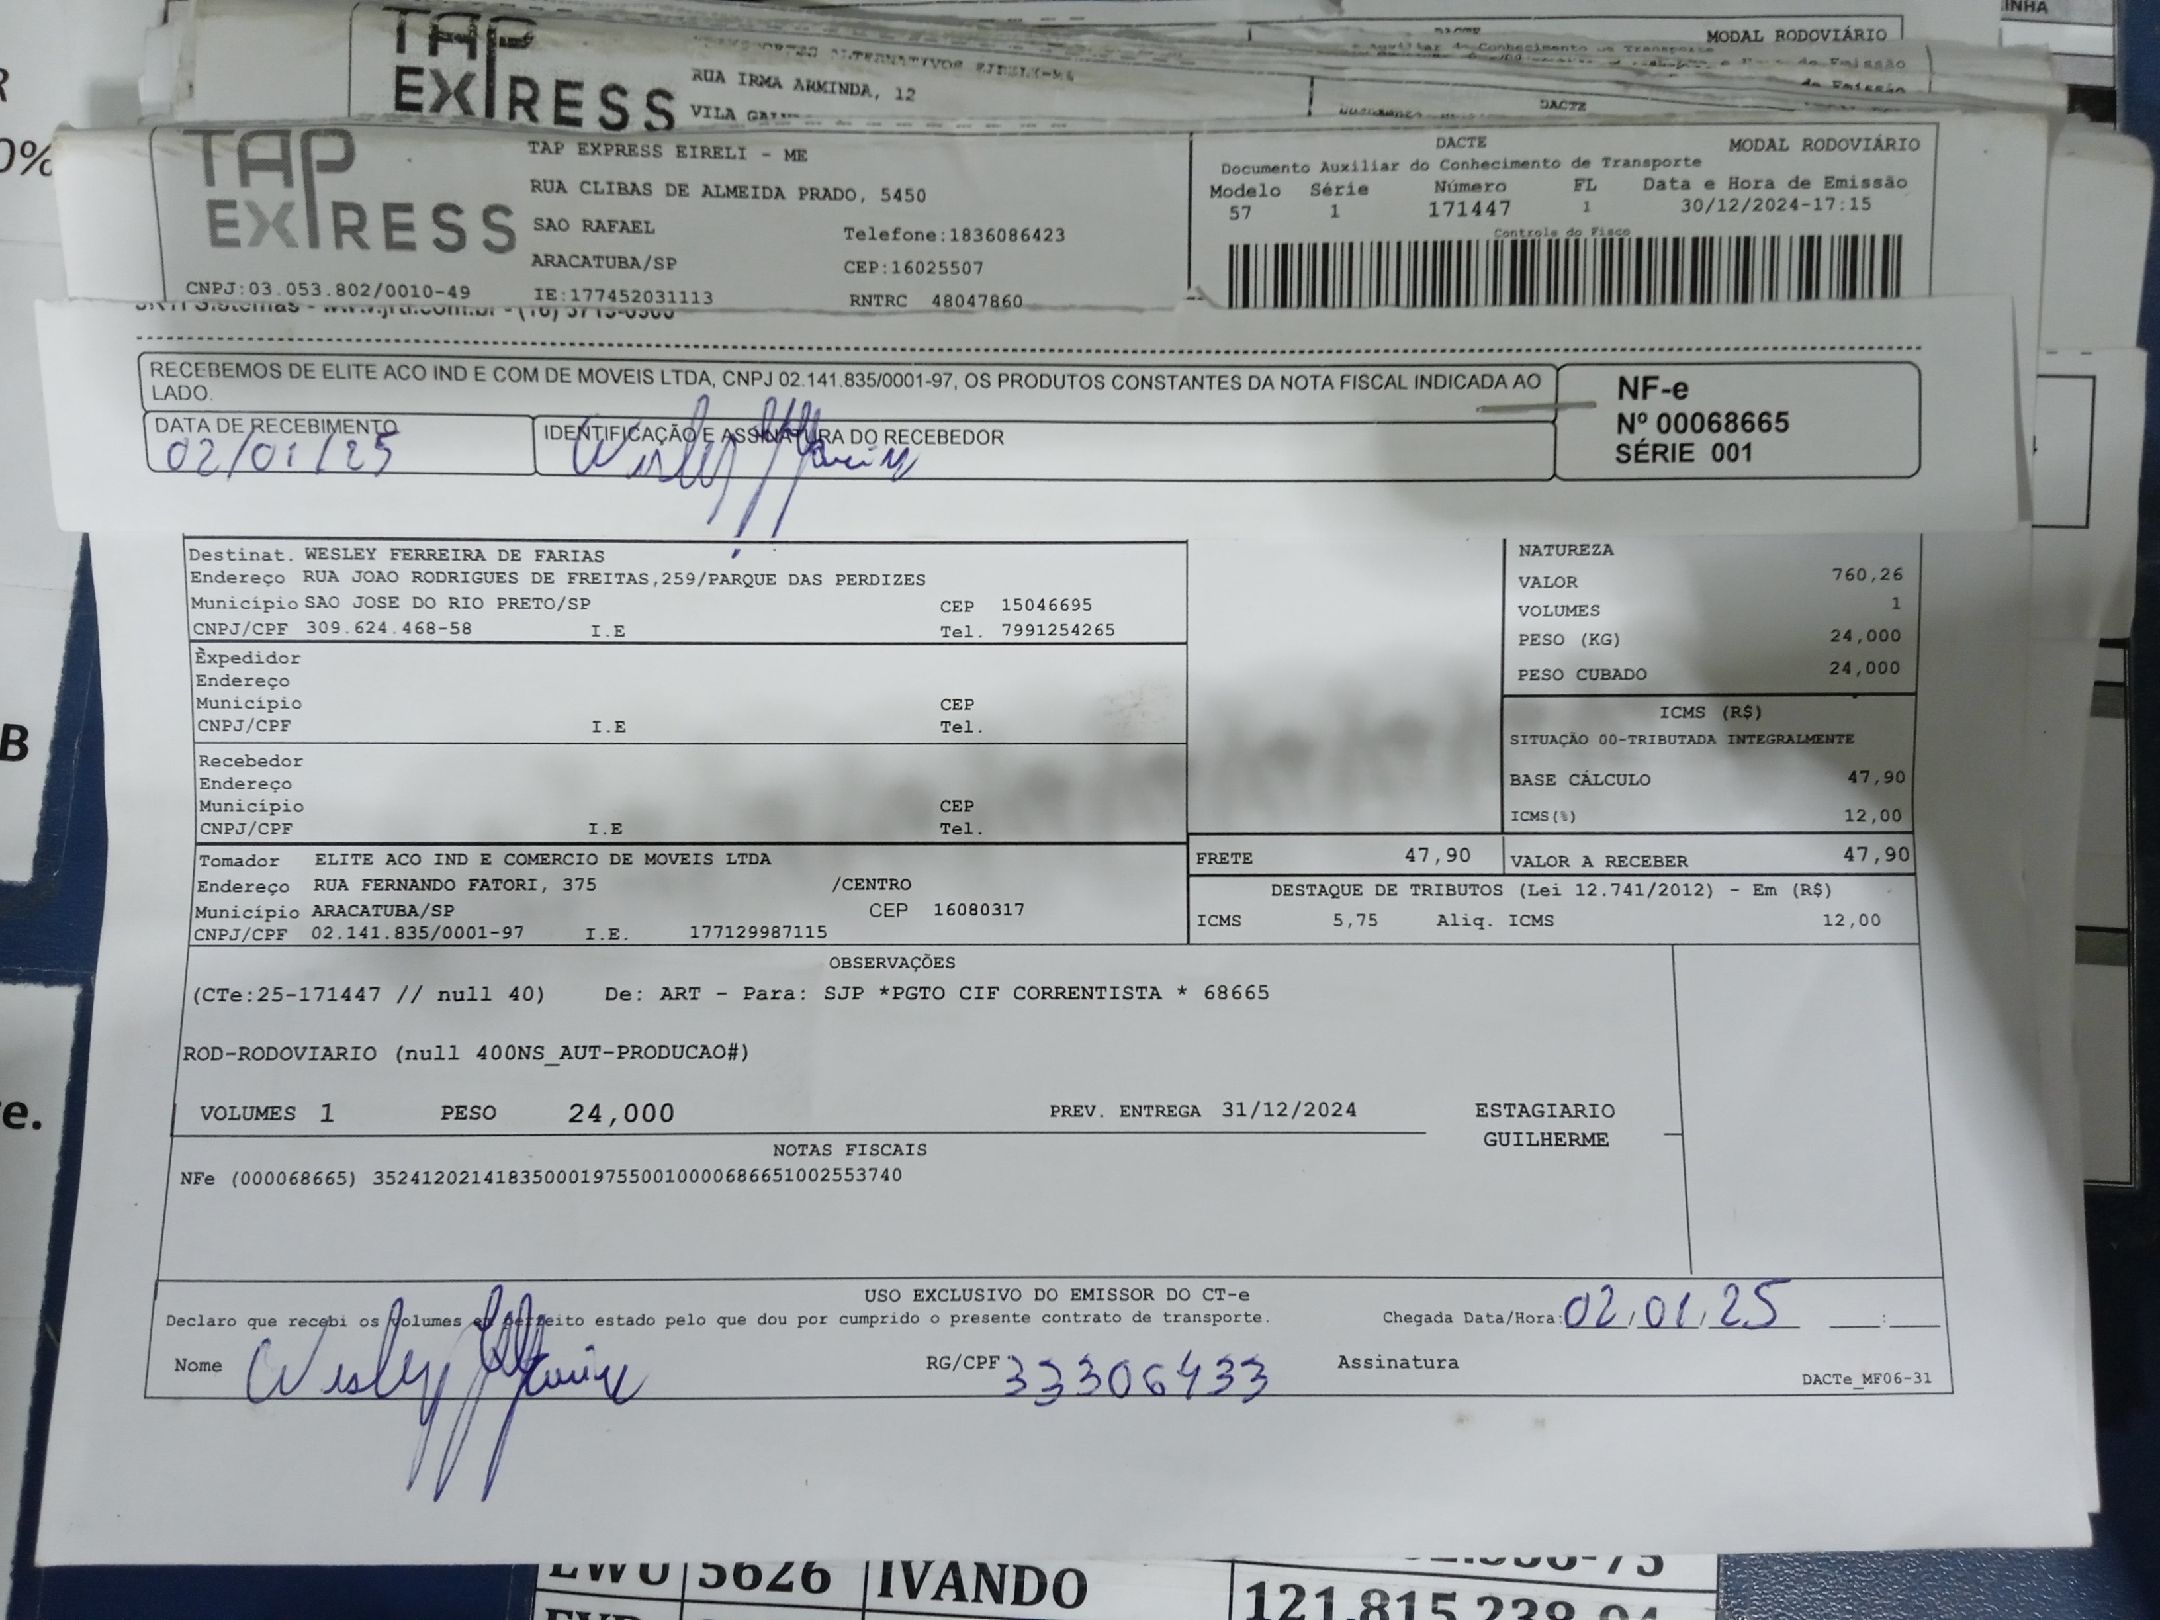 INHA
TAP
EXPRESS
RUA IRMA ARMINDA, 12
MODAL RODOVIÁRIO
DACTE
TAP
EXPRESS
TAP EXPRESS EIRELI - ME
RUA CLIBAS DE ALMEIDA PRADO, 5450
SAO RAFAEL
Telefone:1836086423
ARACATUBA/SP
CEP:16025507
CNPJ:03.053.802/0010-49
IE:177452031113
RNTRC 48047860
DACTE
MODAL RODOVIÁRIO
Documento Auxiliar do Conhecimento de Transporte
Modelo Série Número FL Data e Hora de Emissão
57 1 171447 1 30/12/2024-17:15
Controle do Fisco
RECEBEMOS DE ELITE ACO IND E COM DE MOVEIS LTDA, CNPJ 02.141.835/0001-97, OS PRODUTOS CONSTANTES DA NOTA FISCAL INDICADA AO
LADO.
DATA DE RECEBIMENTO
02/01/25
IDENTIFICAÇÃO E ASSINATURA DO RECEBEDOR
Wesley
NF-e
Nº 00068665
SÉRIE 001
Destinat. WESLEY FERREIRA DE FARIAS
Endereço RUA JOAO RODRIGUES DE FREITAS,259/PARQUE DAS PERDIZES
Município SAO JOSE DO RIO PRETO/SP CEP 15046695
CNPJ/CPF 309.624.468-58 I.E Tel. 7991254265
Expedidor
Endereço
Município CEP
CNPJ/CPF I.E Tel.
Recebedor
Endereço
Município CEP
CNPJ/CPF I.E Tel.
Tomador ELITE ACO IND E COMERCIO DE MOVEIS LTDA
Endereço RUA FERNANDO FATORI, 375 /CENTRO
Município ARACATUBA/SP CEP 16080317
CNPJ/CPF 02.141.835/0001-97 I.E. 177129987115
NATUREZA
VALOR 760,26
VOLUMES 1
PESO (KG) 24,000
PESO CUBADO 24,000
ICMS (R$)
SITUAÇÃO 00-TRIBUTADA INTEGRALMENTE
BASE CÁLCULO 47,90
ICMS(%) 12,00
FRETE 47,90 VALOR A RECEBER 47,90
DESTAQUE DE TRIBUTOS (Lei 12.741/2012) - Em (R$)
ICMS 5,75 Aliq. ICMS 12,00
OBSERVAÇÕES
(CTe:25-171447 // null 40) De: ART - Para: SJP *PGTO CIF CORRENTISTA * 68665
ROD-RODOVIARIO (null 400NS_AUT-PRODUCAO#)
VOLUMES 1 PESO 24,000 PREV. ENTREGA 31/12/2024 ESTAGIARIO
GUILHERME
NOTAS FISCAIS
NFe (000068665) 35241202141835000197550010000686651002553740
USO EXCLUSIVO DO EMISSOR DO CT-e
Declaro que recebi os volumes em perfeito estado pelo que dou por cumprido o presente contrato de transporte. Chegada Data/Hora: 02/01/25 __:__
Nome Wesley RG/CPF 33306433 Assinatura
DACTe_MF06-31
5626 IVANDO
B
e.